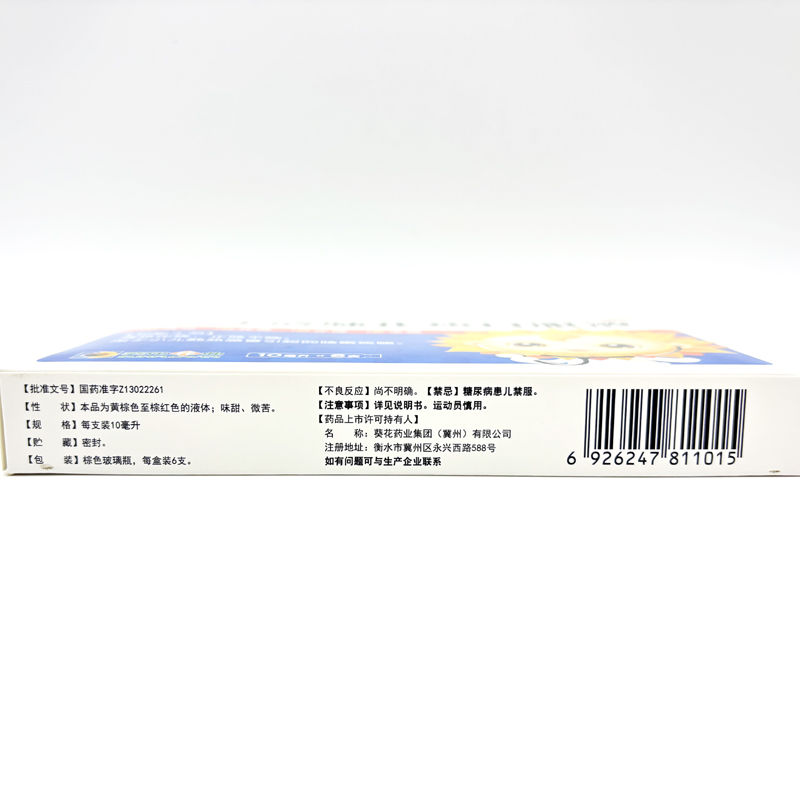 10毫升×6支
【批准文号】国药准字Z13022261
【性　　状】本品为黄棕色至棕红色的液体；味甜、微苦。
【规　　格】每支装10毫升
【贮　　藏】密封。
【包　　装】棕色玻璃瓶，每盒装6支。
【不良反应】尚不明确。【禁忌】糖尿病患儿禁服。
【注意事项】详见说明书。运动员慎用。
【药品上市许可持有人】
名　　称：葵花药业集团（冀州）有限公司
注册地址：衡水市冀州区永兴西路588号
如有问题可与生产企业联系
6 926247 811015